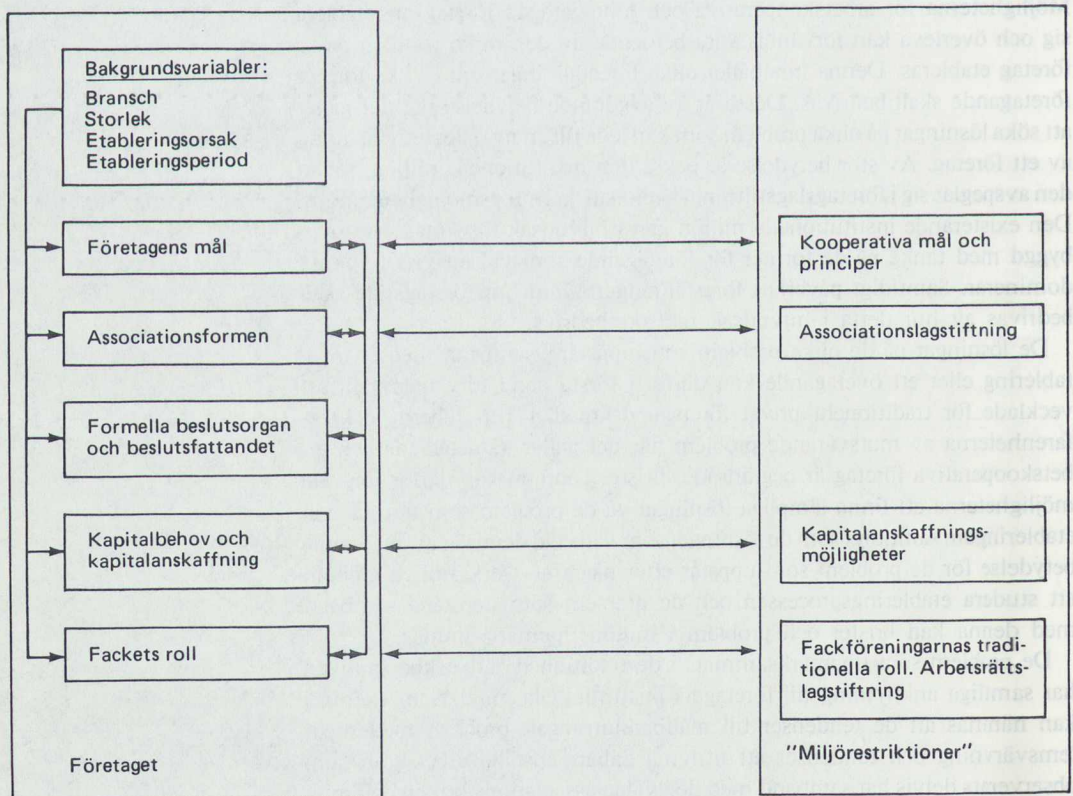 Bakgrundsvariabler:
Bransch
Storlek
Etableringsorsak
Etableringsperiod
Företagens mål
Kooperativa mål och
principer
Associationsformen
Associationslagstiftning
Formella beslutsorgan
och beslutsfattandet
Kapitalbehov och
kapitalanskaffning
Kapitalanskaffnings-
möjligheter
Fackets roll
Fackföreningarnas tradi-
tionella roll. Arbetsrätts-
lagstiftning
Företaget
"Miljörestriktioner"